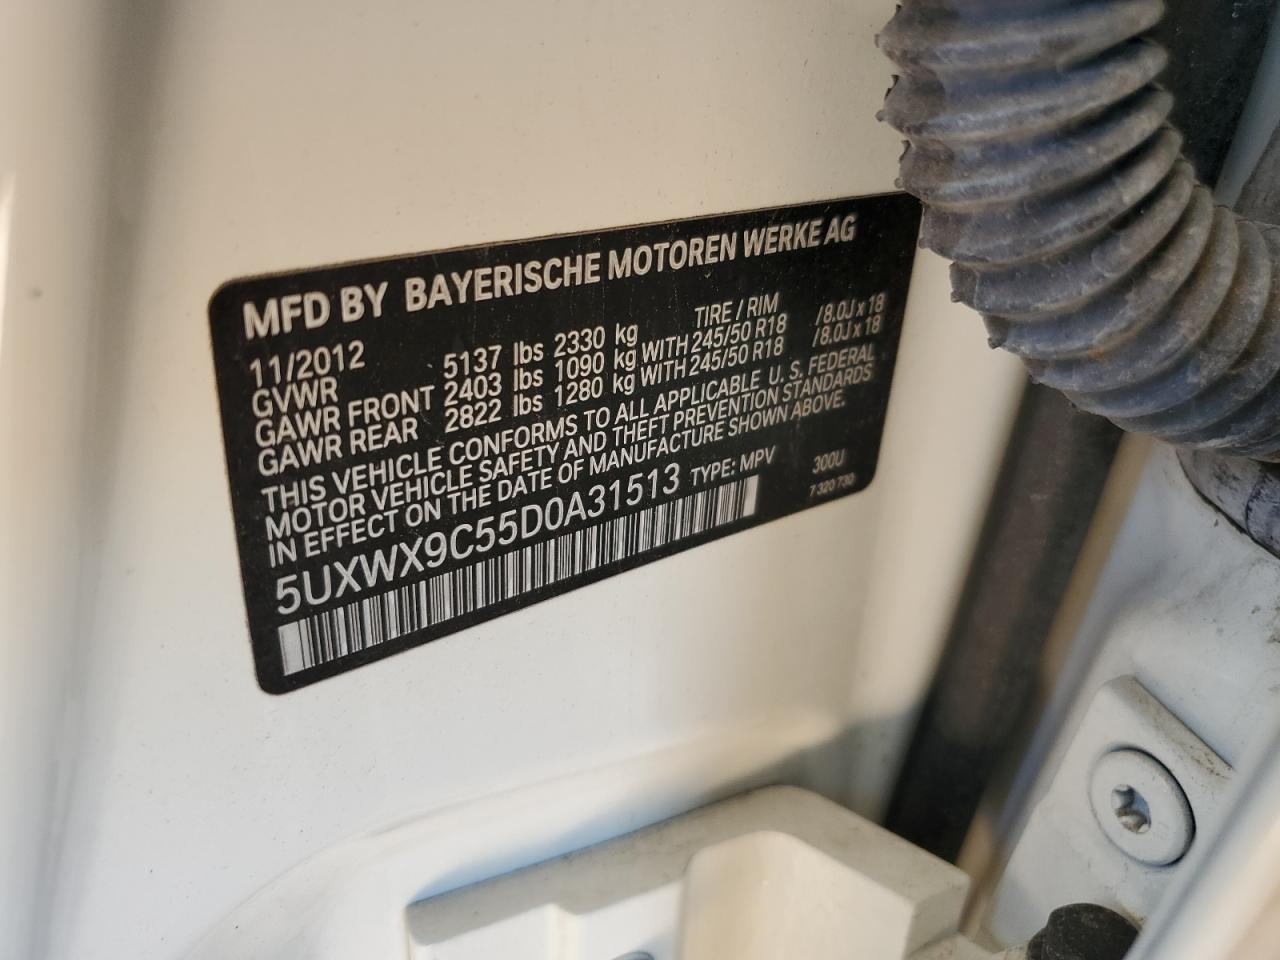 MFD BY BAYERISCHE MOTOREN WERKE AG
11/2012 TIRE / RIM
GVWR 5137 lbs 2330 kg
GAWR FRONT 2403 lbs 1090 kg WITH 245/50 R18 /8.0J x 18
GAWR REAR 2822 lbs 1280 kg WITH 245/50 R18 /8.0J x 18
THIS VEHICLE CONFORMS TO ALL APPLICABLE U. S. FEDERAL
MOTOR VEHICLE SAFETY AND THEFT PREVENTION STANDARDS
IN EFFECT ON THE DATE OF MANUFACTURE SHOWN ABOVE.
5UXWX9C55D0A31513 TYPE: MPV 300U
7 320 730